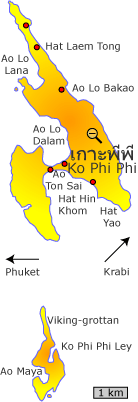 Ao Lo
Lana
Hat Laem Tong
Ao Lo Bakao
Ao Lo
Dalam
เกาะพีพี
Ko Phi Phi
Ao
Ton Sai
Hat Hin
Khom
Hat
Yao
Phuket
Krabi
Viking-grottan
Ko Phi Phi Ley
Ao Maya
1 km